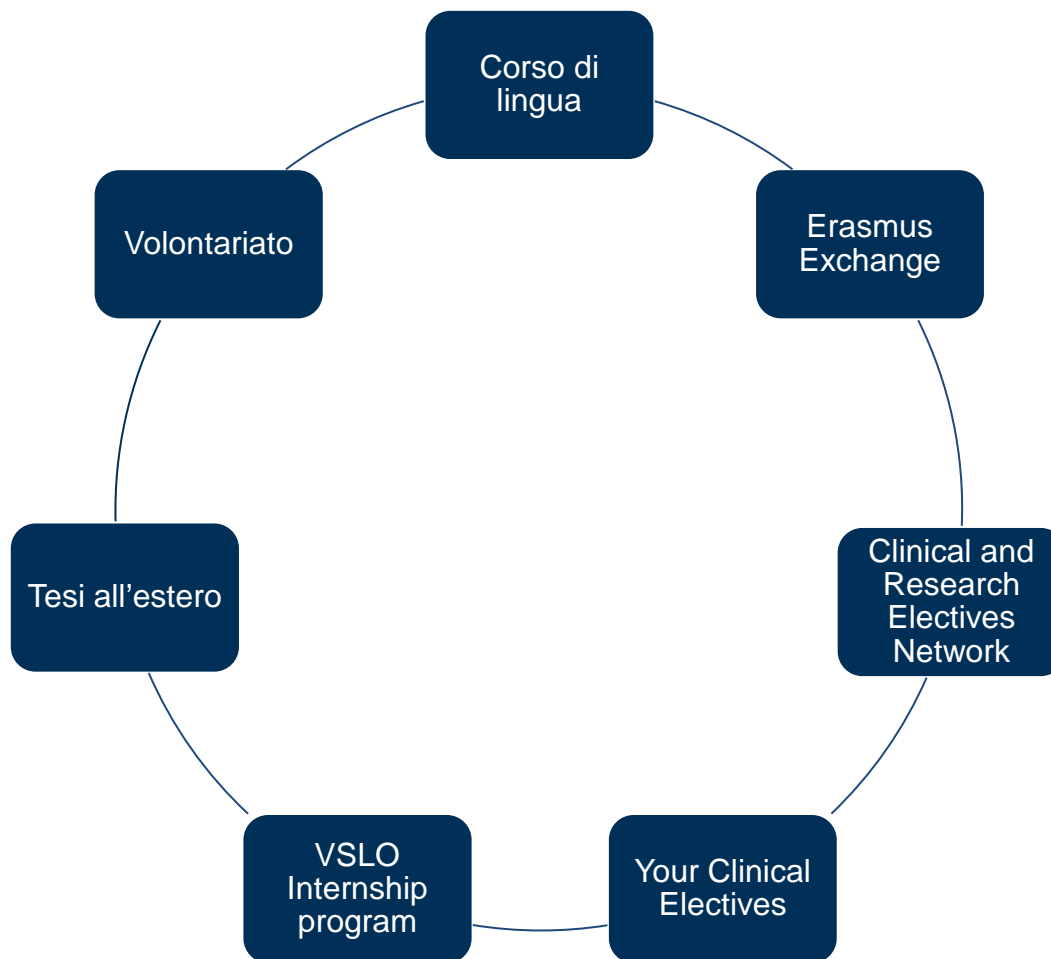 Corso di
lingua
Erasmus
Exchange
Clinical and
Research
Electives
Network
Your Clinical
Electives
VSLO
Internship
program
Tesi all’estero
Volontariato